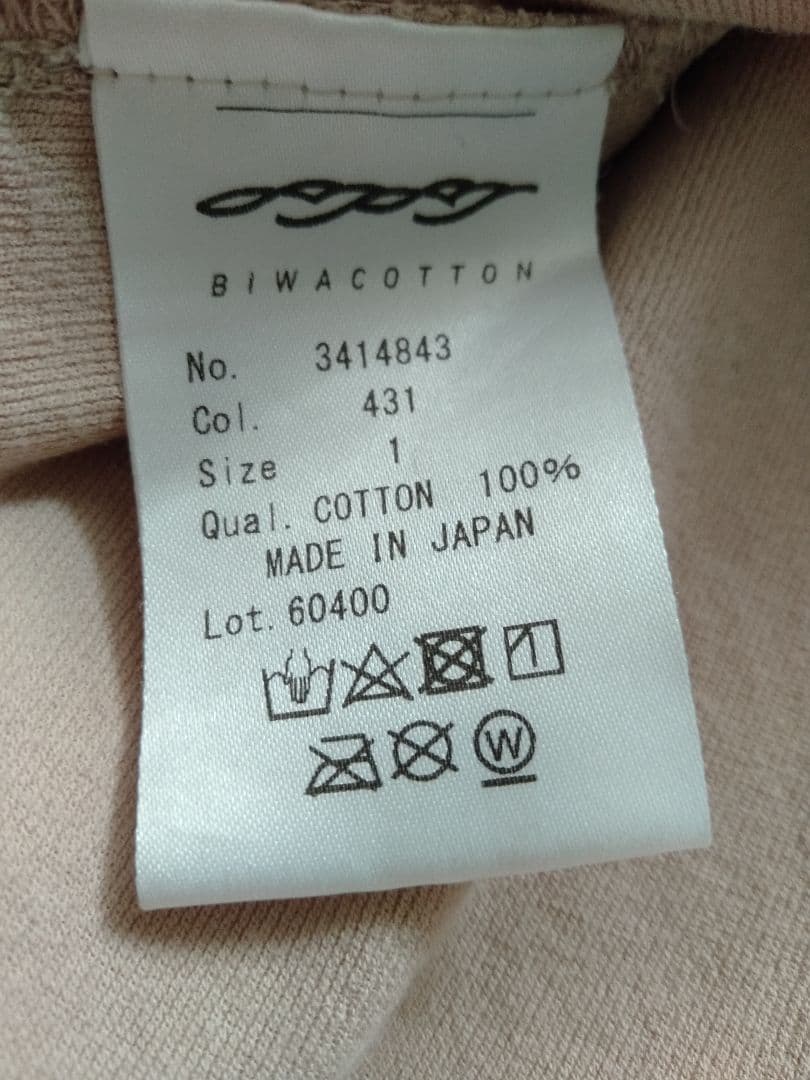 BIWACOTTON
No. 3414843
Col. 431
Size 1
Qual. COTTON 100%
MADE IN JAPAN
Lot. 60400
W